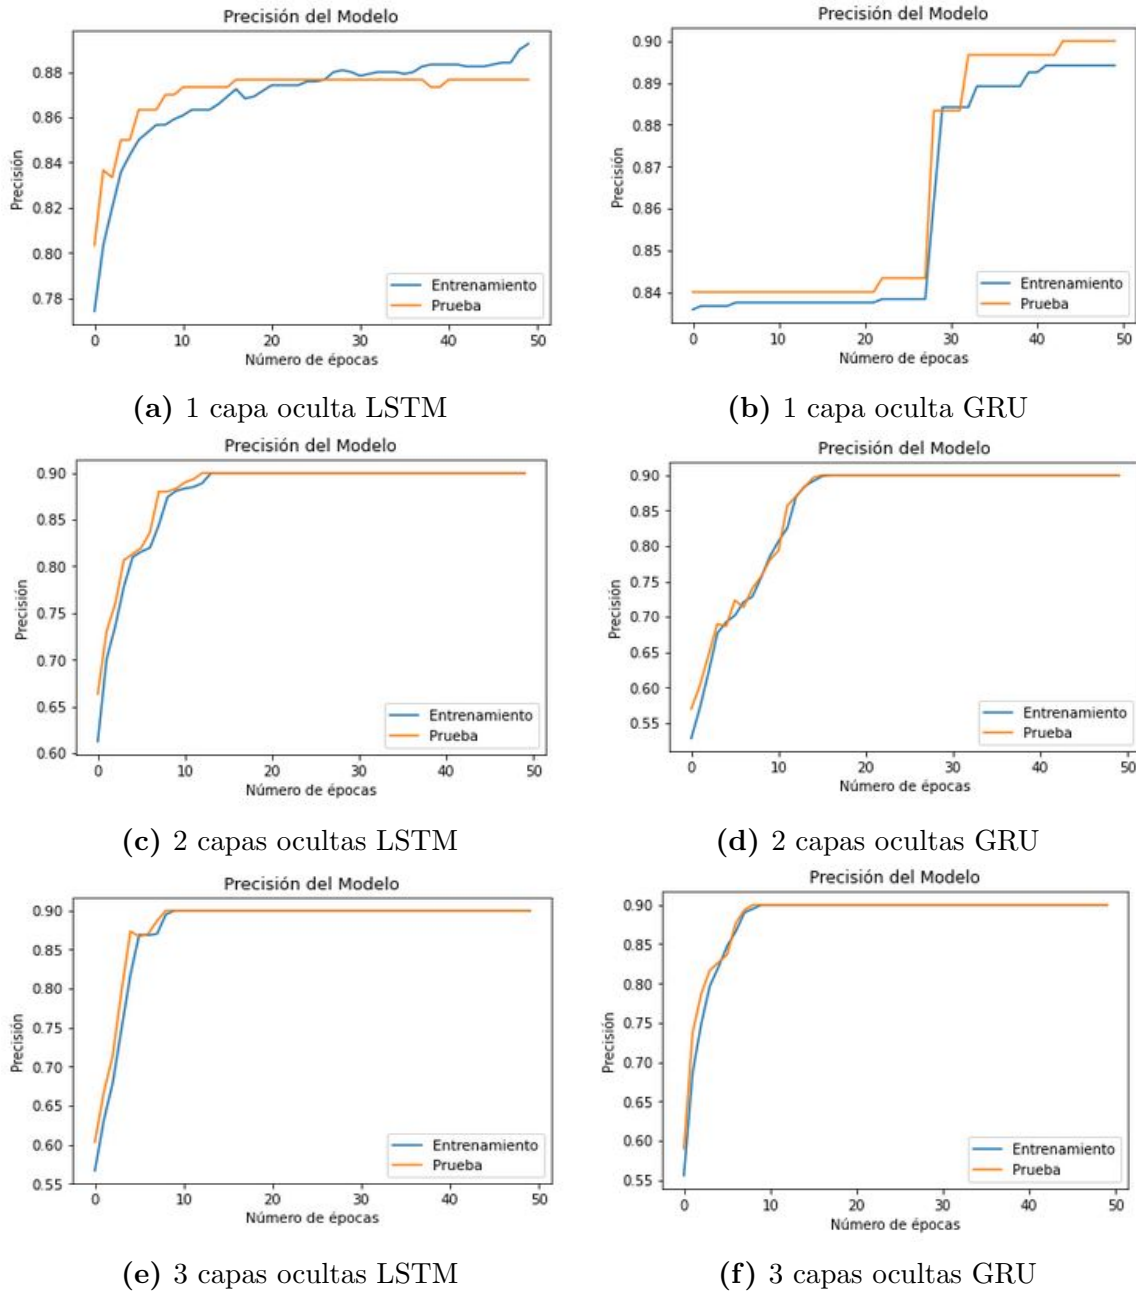 Precisión del Modelo
Precisión
0.88
0.86
0.84
0.82
0.80
0.78
0 10 20 30 40 50
Número de épocas
Entrenamiento
Prueba
(a) 1 capa oculta LSTM
Precisión del Modelo
Precisión
0.90
0.89
0.88
0.87
0.86
0.85
0.84
0 10 20 30 40 50
Número de épocas
Entrenamiento
Prueba
(b) 1 capa oculta GRU
Precisión del Modelo
Precisión
0.90
0.85
0.80
0.75
0.70
0.65
0.60
0 10 20 30 40 50
Número de épocas
Entrenamiento
Prueba
(c) 2 capas ocultas LSTM
Precisión del Modelo
Precisión
0.90
0.85
0.80
0.75
0.70
0.65
0.60
0.55
0 10 20 30 40 50
Número de épocas
Entrenamiento
Prueba
(d) 2 capas ocultas GRU
Precisión del Modelo
Precisión
0.90
0.85
0.80
0.75
0.70
0.65
0.60
0.55
0 10 20 30 40 50
Número de épocas
Entrenamiento
Prueba
(e) 3 capas ocultas LSTM
Precisión del Modelo
Precisión
0.90
0.85
0.80
0.75
0.70
0.65
0.60
0.55
0 10 20 30 40 50
Número de épocas
Entrenamiento
Prueba
(f) 3 capas ocultas GRU